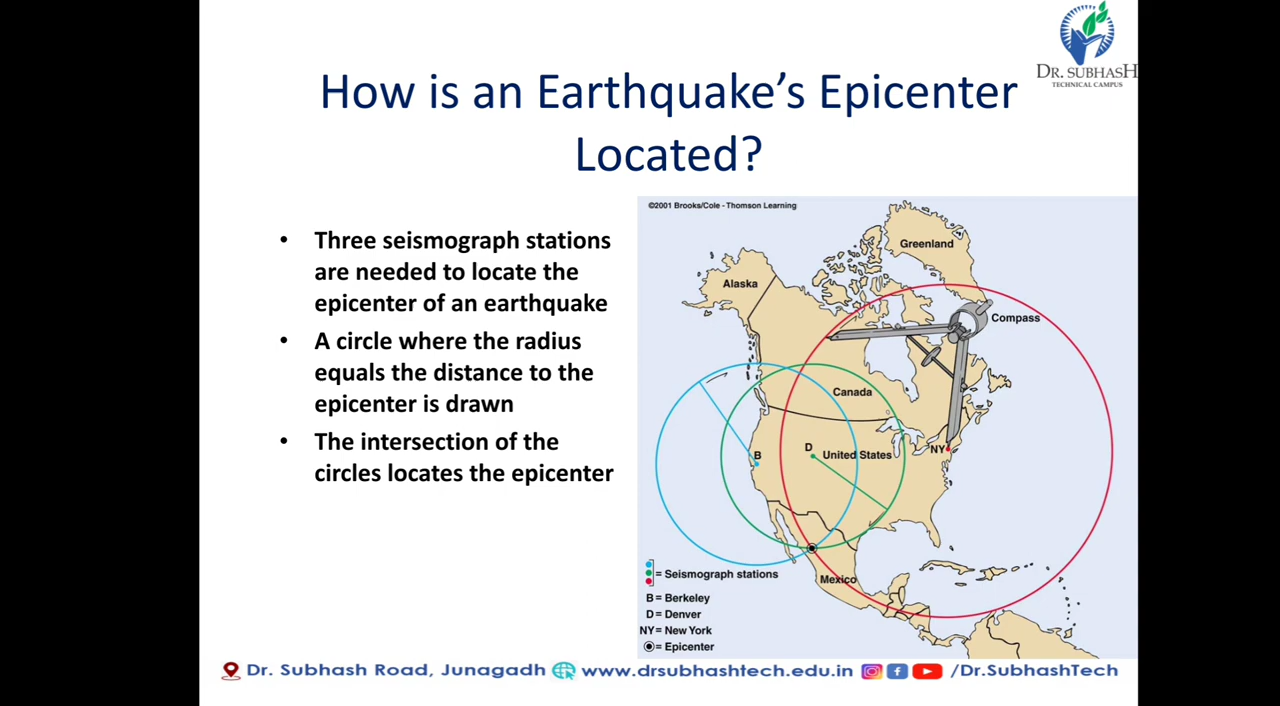 DR. SUBHASH
TECHNICAL CAMPUS
How is an Earthquake’s Epicenter
Located?
• Three seismograph stations
are needed to locate the
epicenter of an earthquake
• A circle where the radius
equals the distance to the
epicenter is drawn
• The intersection of the
circles locates the epicenter
©2001 Brooks/Cole - Thomson Learning
Greenland
Alaska
Compass
Canada
B
D
United States
NY
Mexico
= Seismograph stations
B = Berkeley
D = Denver
NY = New York
= Epicenter
Dr. Subhash Road, Junagadh www.drsubhashtech.edu.in /Dr.SubhashTech